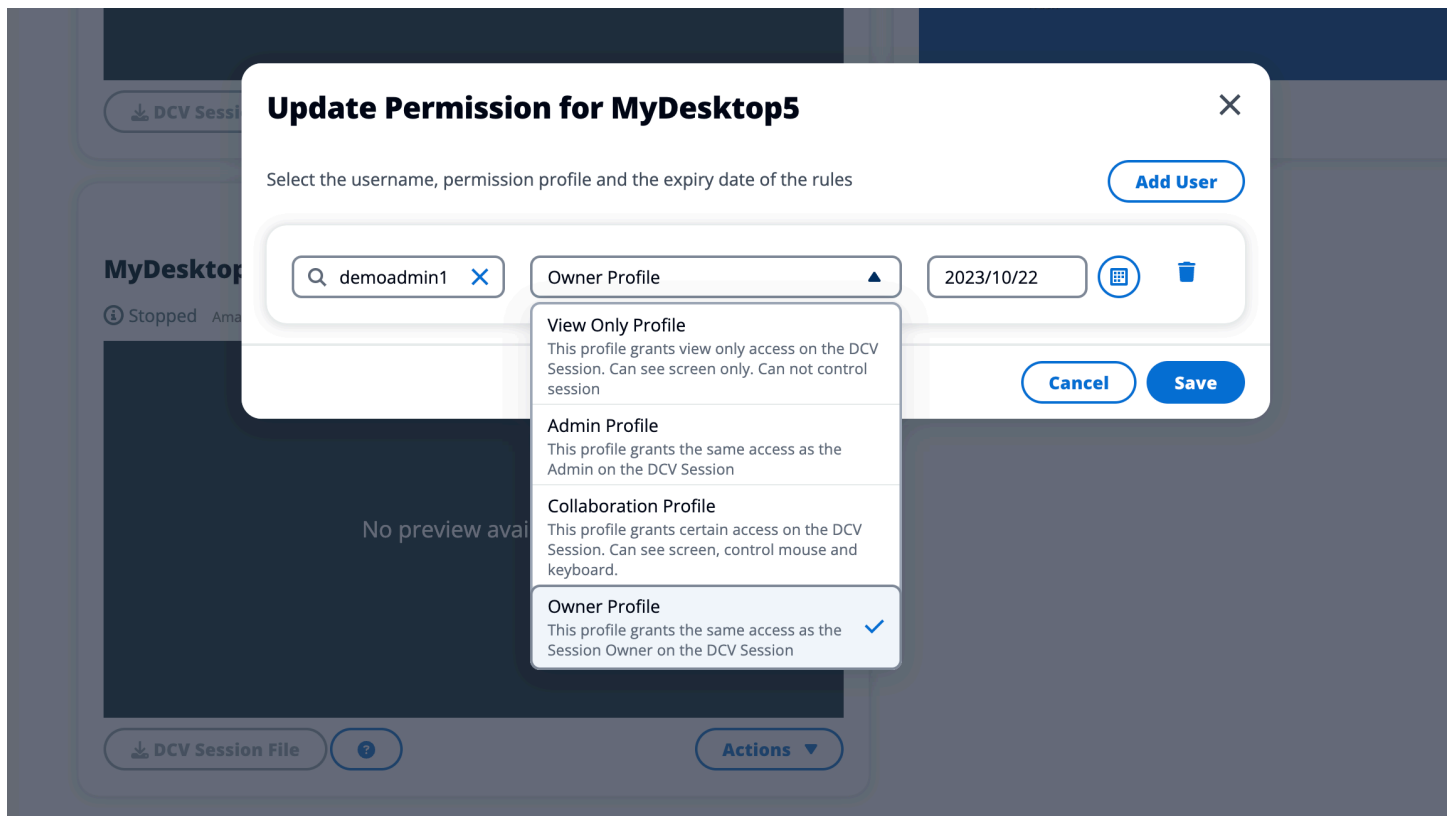 DCV Sessi
Update Permission for MyDesktop5
Select the username, permission profile and the expiry date of the rules
Add User
MyDesktop
Stopped Ama
demoadmin1
Owner Profile
2023/10/22
View Only Profile
This profile grants view only access on the DCV
Session. Can see screen only. Can not control
session
Admin Profile
This profile grants the same access as the
Admin on the DCV Session
Collaboration Profile
This profile grants certain access on the DCV
Session. Can see screen, control mouse and
keyboard.
Owner Profile
This profile grants the same access as the
Session Owner on the DCV Session
Cancel
Save
No preview avai
DCV Session File
?
Actions